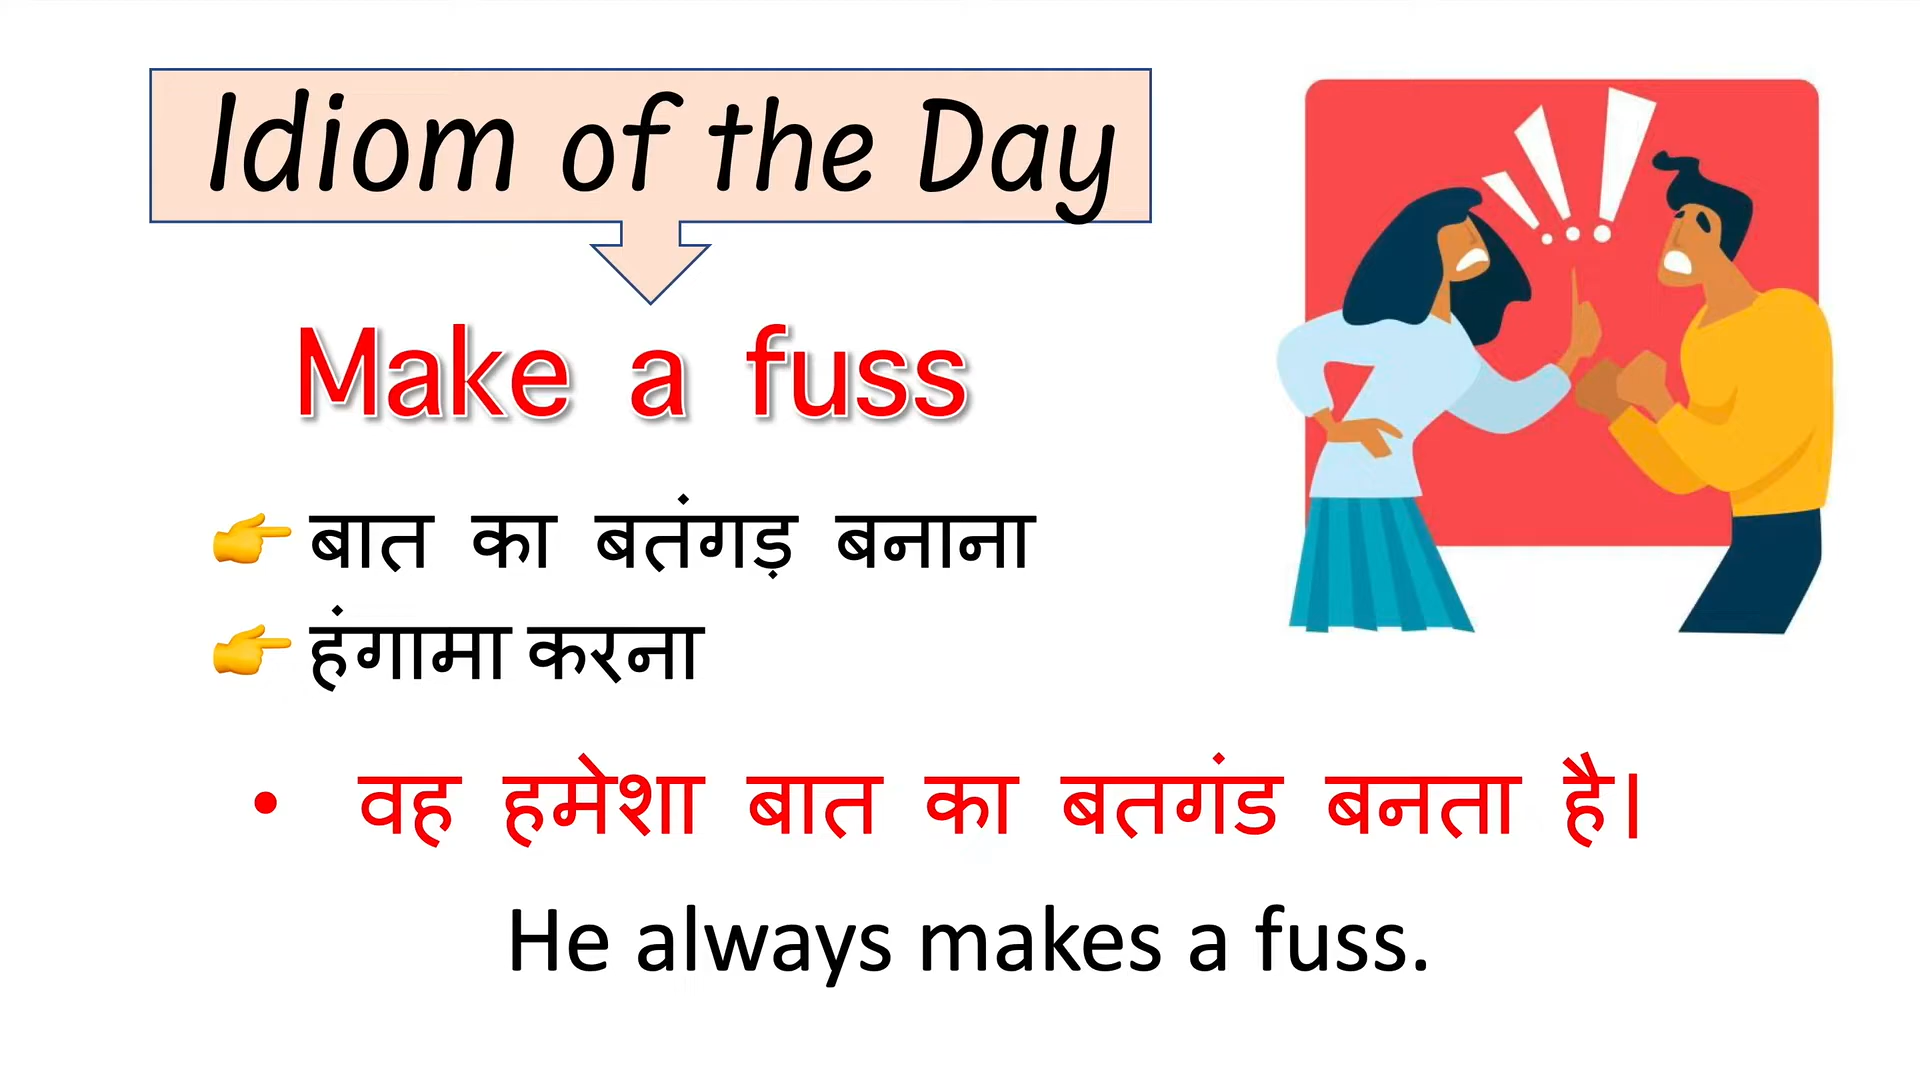 Idiom of the Day
Make a fuss
👉 बात का बतंगड़ बनाना
👉 हंगामा करना
• वह हमेशा बात का बतगंड बनता है।
He always makes a fuss.